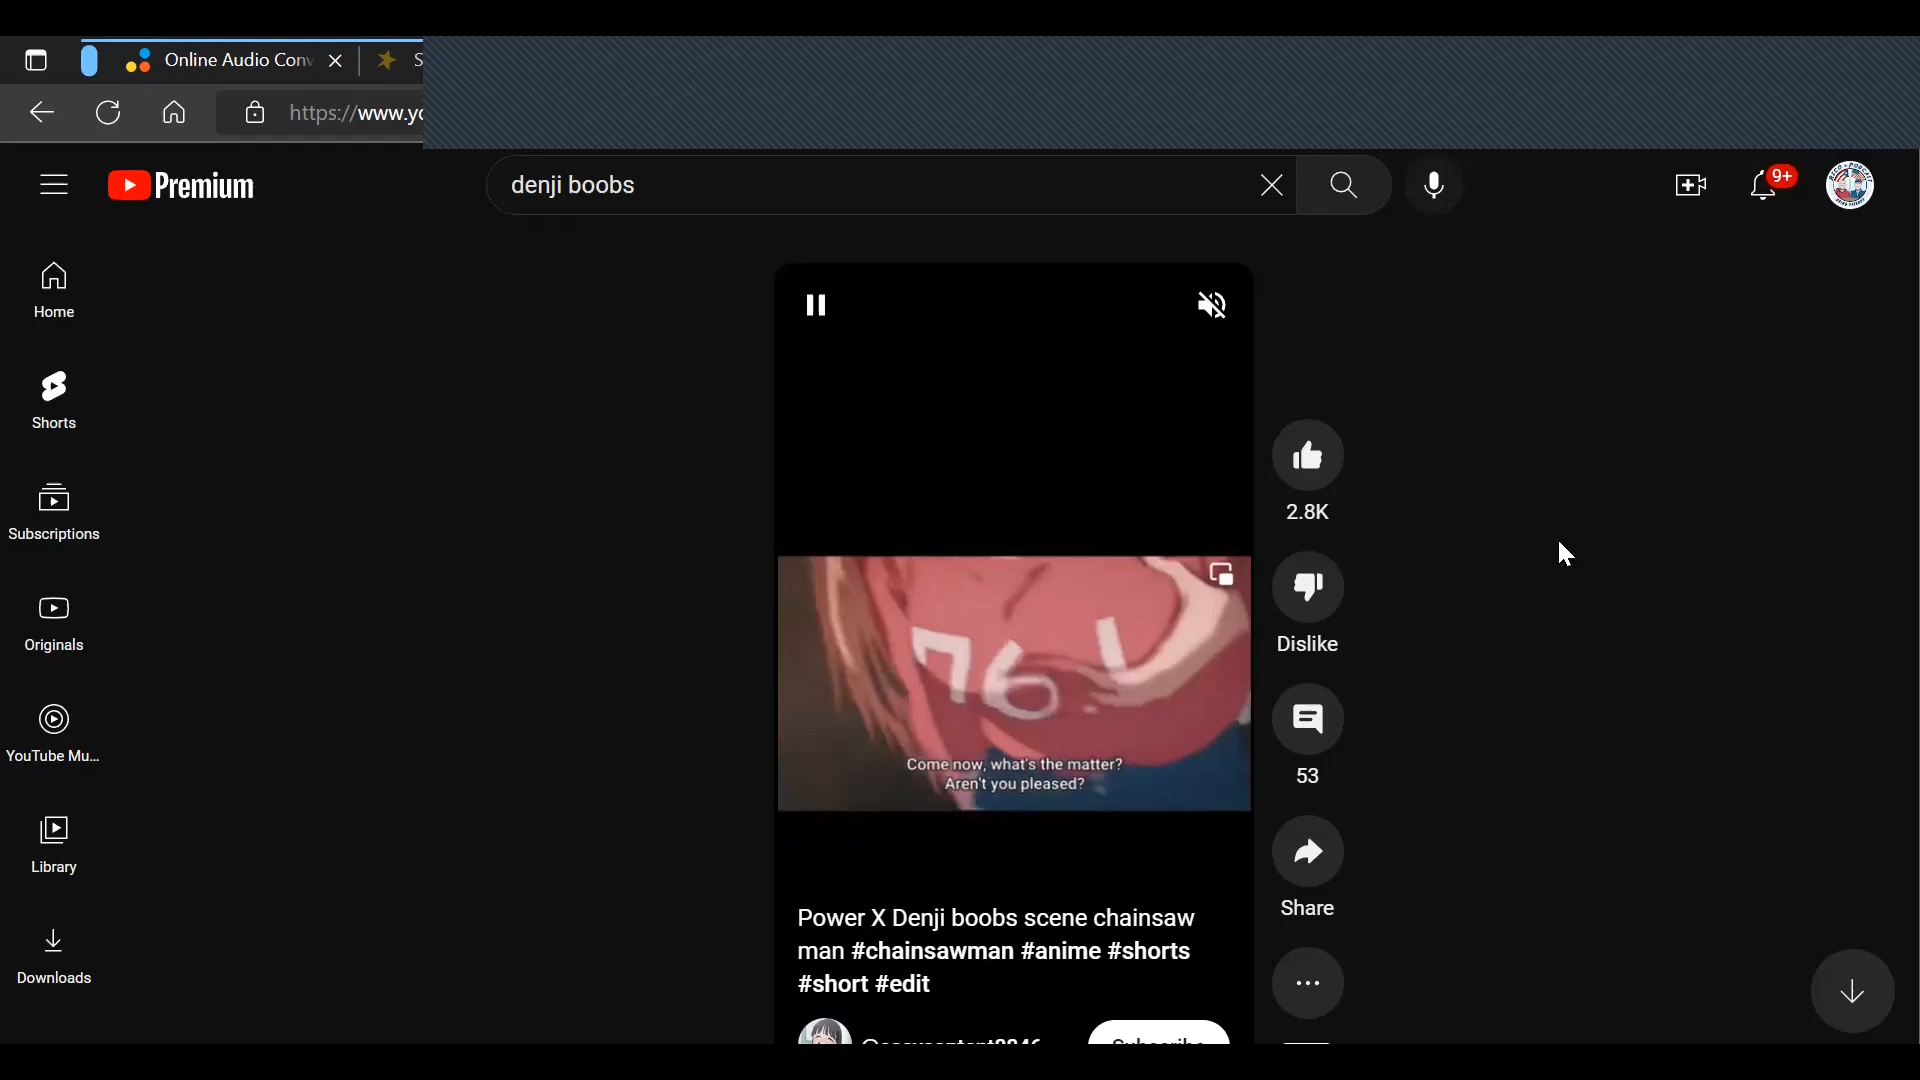 Online Audio Conv
https://www.yo
Premium
denji boobs
9+
Home
Shorts
Subscriptions
Originals
YouTube Mu...
Library
Downloads
761
Come now, what's the matter?
Aren't you pleased?
2.8K
Dislike
53
Share
Power X Denji boobs scene chainsaw
man #chainsawman #anime #shorts
#short #edit
Subscribe